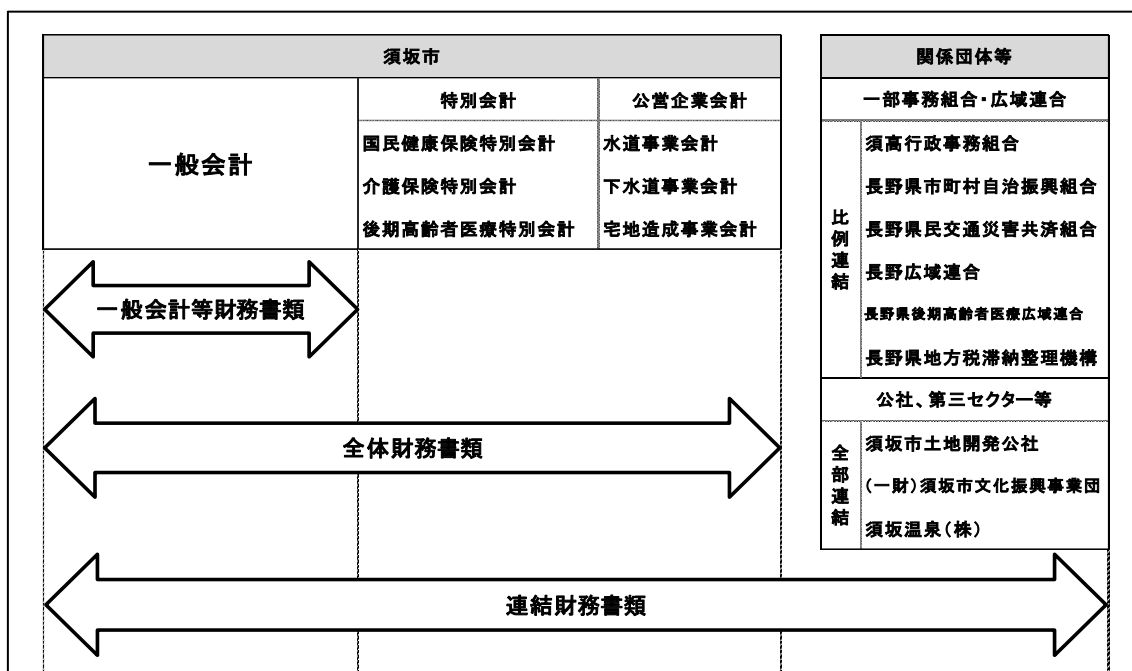 須坂市
一般会計
特別会計
国民健康保険特別会計
介護保険特別会計
後期高齢者医療特別会計
公営企業会計
水道事業会計
下水道事業会計
宅地造成事業会計
関係団体等
一部事務組合・広域連合
比例連結
須高行政事務組合
長野県市町村自治振興組合
長野県民交通災害共済組合
長野広域連合
長野県後期高齢者医療広域連合
長野県地方税滞納整理機構
公社、第三セクター等
全部連結
須坂市土地開発公社
(一財)須坂市文化振興事業団
須坂温泉(株)
一般会計等財務書類
全体財務書類
連結財務書類